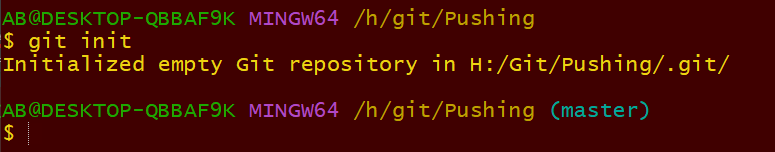 AB@DESKTOP-QBBAF9K MINGW64 /h/git/Pushing
$ git init
Initialized empty Git repository in H:/Git/Pushing/.git/
AB@DESKTOP-QBBAF9K MINGW64 /h/git/Pushing (master)
$